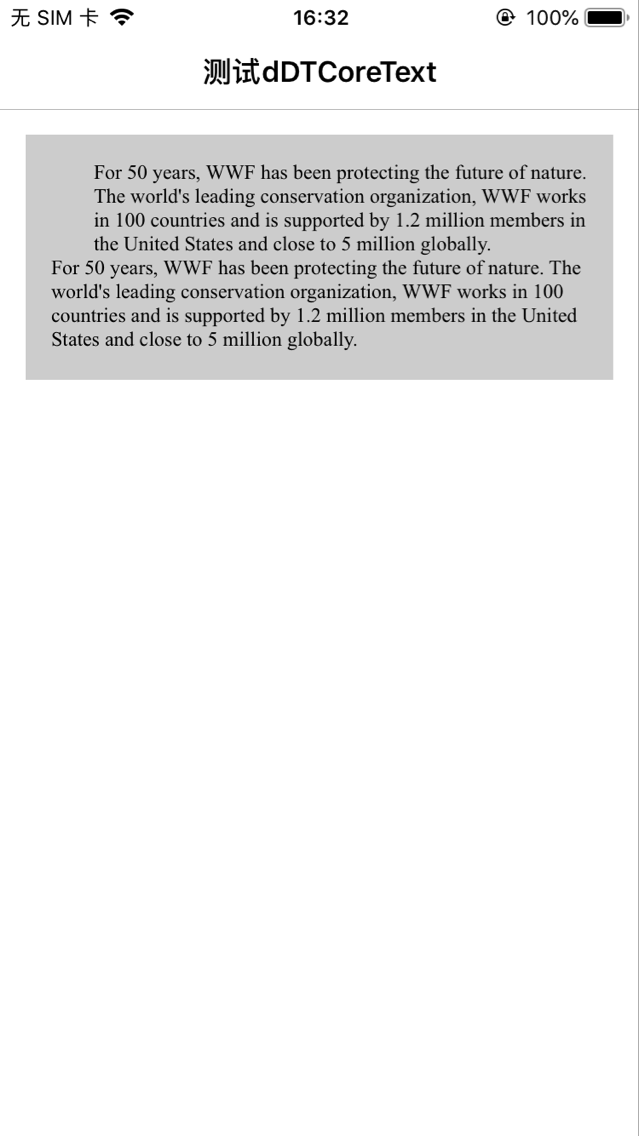 无 SIM 卡 16:32 100%
测试dDTCoreText
For 50 years, WWF has been protecting the future of nature.
The world's leading conservation organization, WWF works
in 100 countries and is supported by 1.2 million members in
the United States and close to 5 million globally.
For 50 years, WWF has been protecting the future of nature. The
world's leading conservation organization, WWF works in 100
countries and is supported by 1.2 million members in the United
States and close to 5 million globally.